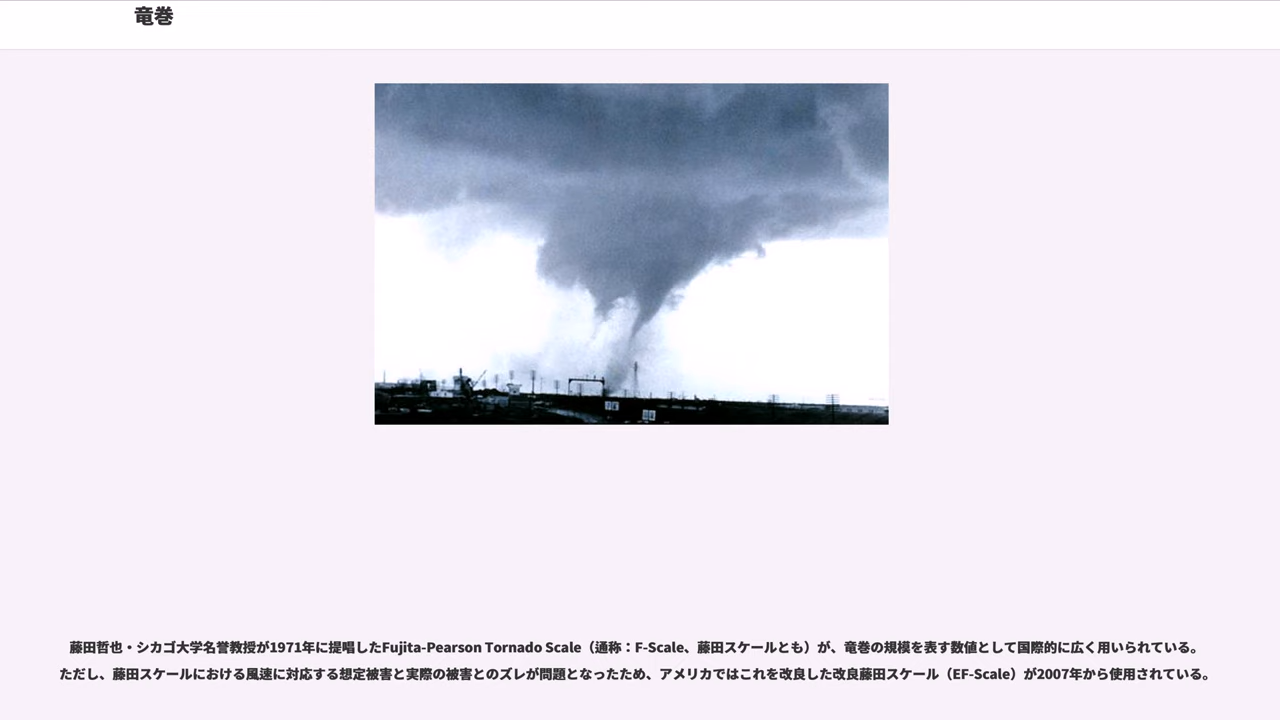 竜巻
藤田哲也・シカゴ大学名誉教授が1971年に提唱したFujita-Pearson Tornado Scale（通称：F-Scale、藤田スケールとも）が、竜巻の規模を表す数値として国際的に広く用いられている。
ただし、藤田スケールにおける風速に対応する想定被害と実際の被害とのズレが問題となったため、アメリカではこれを改良した改良藤田スケール（EF-Scale）が2007年から使用されている。